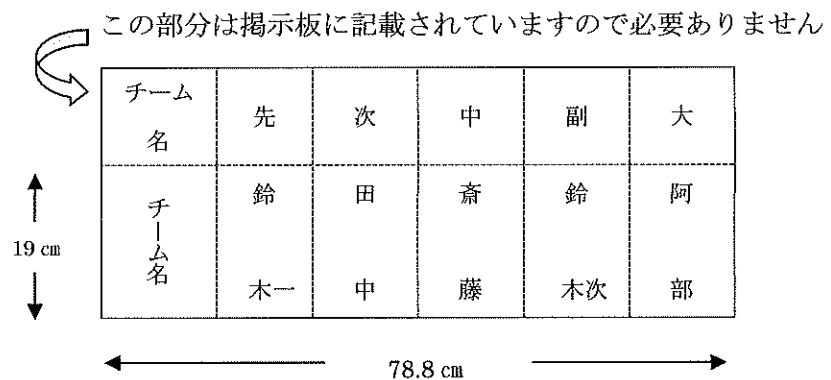 この部分は掲示板に記載されていますので必要ありません
チーム名 先 次 中 副 大
チーム名 鈴木一 田中 斎藤 鈴木次 阿部
19 cm
78.8 cm